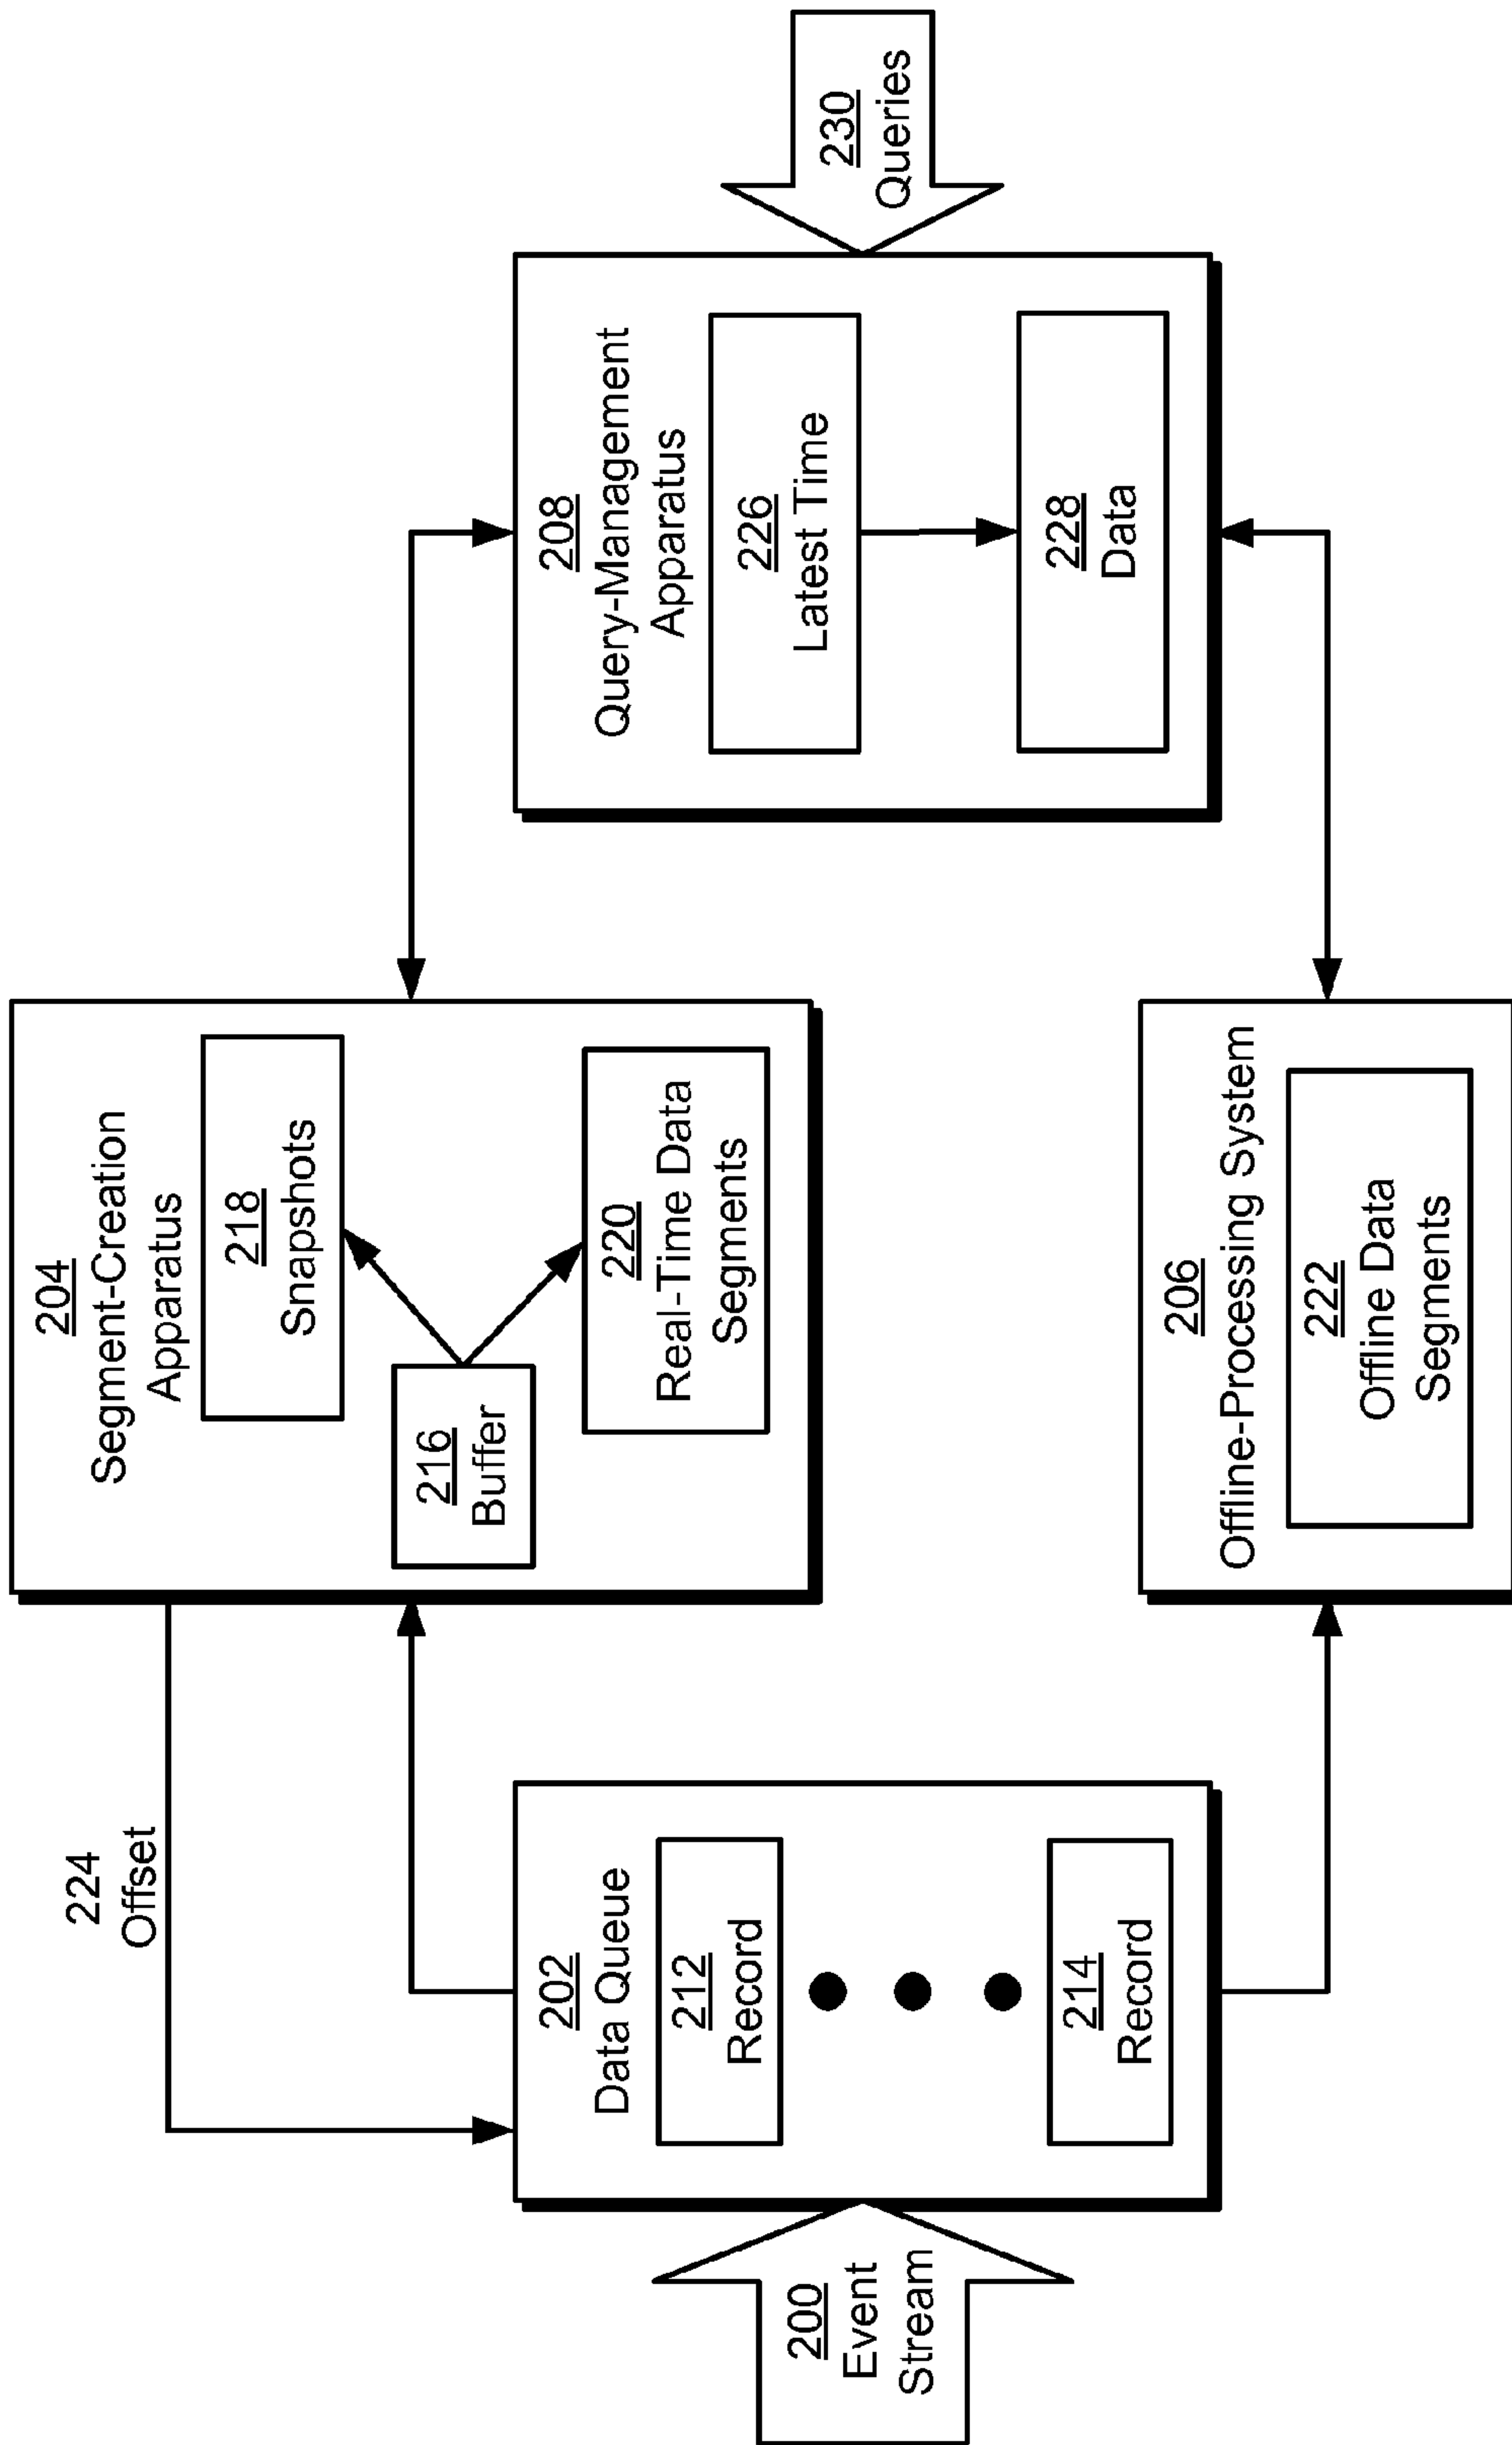 224
Offset
204
Segment-Creation
Apparatus
218
Snapshots
216
Buffer
220
Real-Time Data
Segments
200
Event
Stream
202
Data Queue
212
Record
214
Record
208
Query-Management
Apparatus
226
Latest Time
228
Data
230
Queries
206
Offline-Processing System
222
Offline Data
Segments